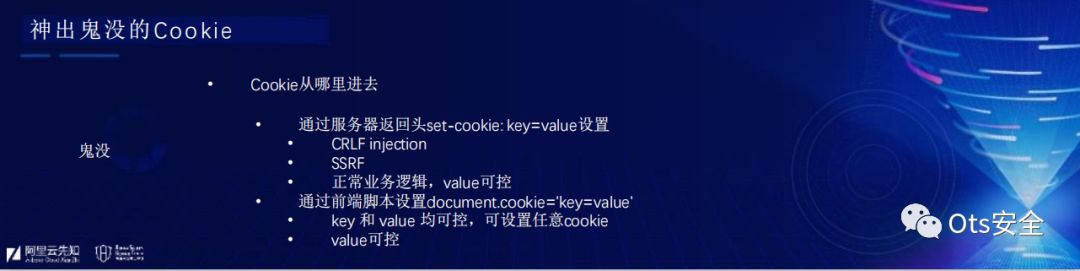 神出鬼没的Cookie
• Cookie从哪里进去
• 通过服务器返回头set-cookie: key=value设置
• CRLF injection
• SSRF
• 正常业务逻辑，value可控
鬼没
• 通过前端脚本设置document.cookie='key=value'
• key 和 value 均可控，可设置任意cookie
• value可控
Ots安全
阿里云先知